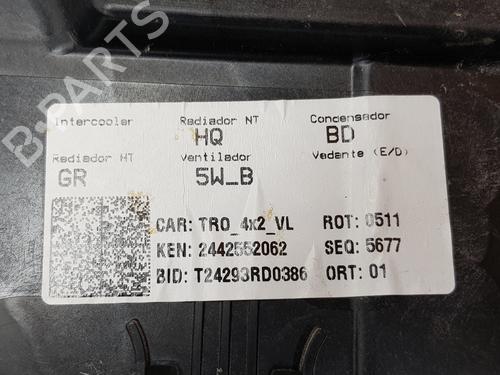 Intercooler Radiador NT Condensador
HQ BD
Radiador HT Ventilador Vedante (E/D)
GR 5W_B
CAR: TRO_4x2_VL ROT: 0511
KEN: 2442552062 SEQ: 5677
BID: T24293RD0386 ORT: 01
B-PARTS